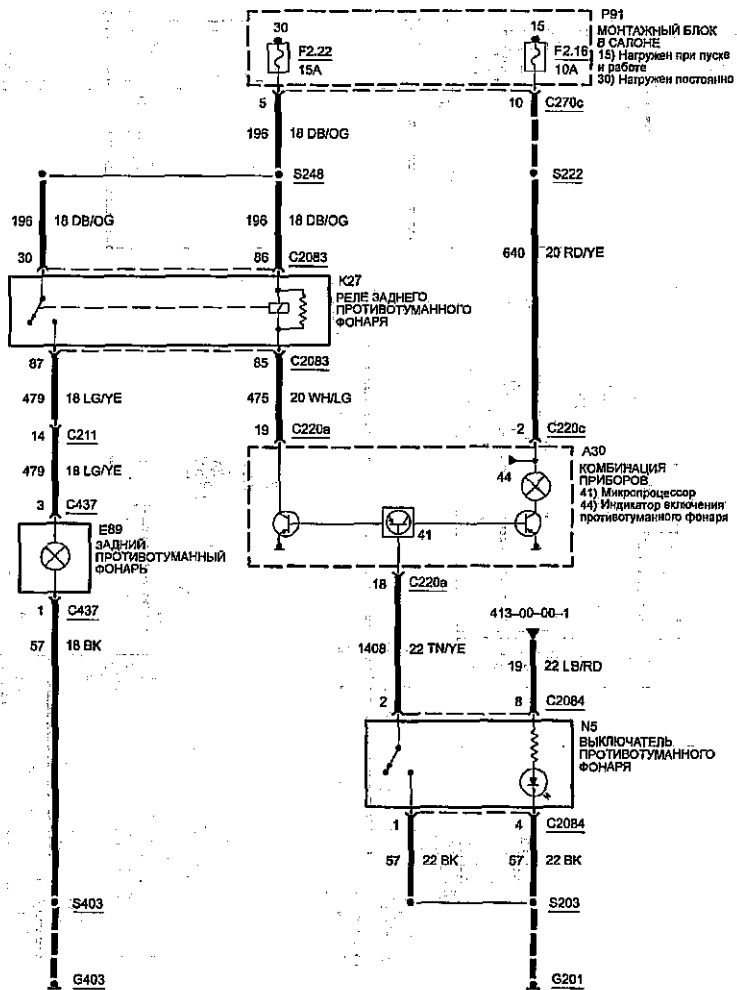 P91
МОНТАЖНЫЙ БЛОК
В САЛОНЕ
15) Нагружен при пуске
и работе
30) Нагружен постоянно
30
F2.22
15A
15
F2.16
10A
5
10
C270c
196
18 DB/OG
S248
S222
196
18 DB/OG
196
18 DB/OG
640
20 RD/YE
30
86
C2083
K27
РЕЛЕ ЗАДНЕГО
ПРОТИВОТУМАННОГО
ФОНАРЯ
87
85
C2083
479
18 LG/YE
475
20 WH/LG
14
C211
19
C220a
2
C220c
479
18 LG/YE
A30
КОМБИНАЦИЯ
ПРИБОРОВ
41) Микропроцессор
44) Индикатор включения
противотуманного фонаря
44
41
3
C437
E89
ЗАДНИЙ
ПРОТИВОТУМАННЫЙ
ФОНАРЬ
1
C437
18
C220a
57
18 BK
413-00-00-1
1408
22 TN/YE
19
22 LB/RD
2
8
C2084
N5
ВЫКЛЮЧАТЕЛЬ
ПРОТИВОТУМАННОГО
ФОНАРЯ
1
4
C2084
57
22 BK
57
22 BK
S403
S203
G403
G201